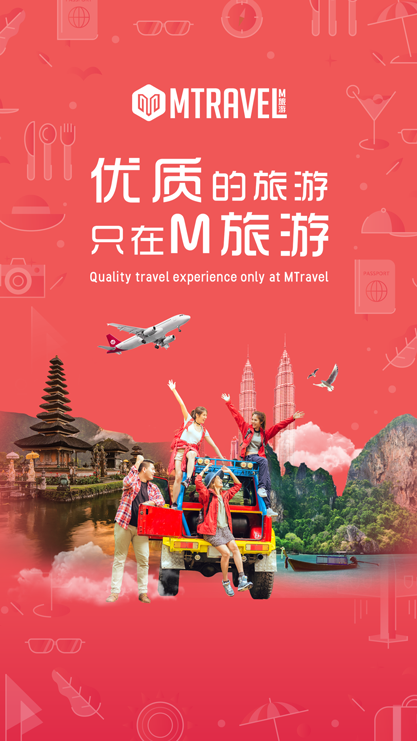 MTRAVEL M旅游
优质的旅游
只在M旅游
Quality travel experience only at MTravel
PASSPORT